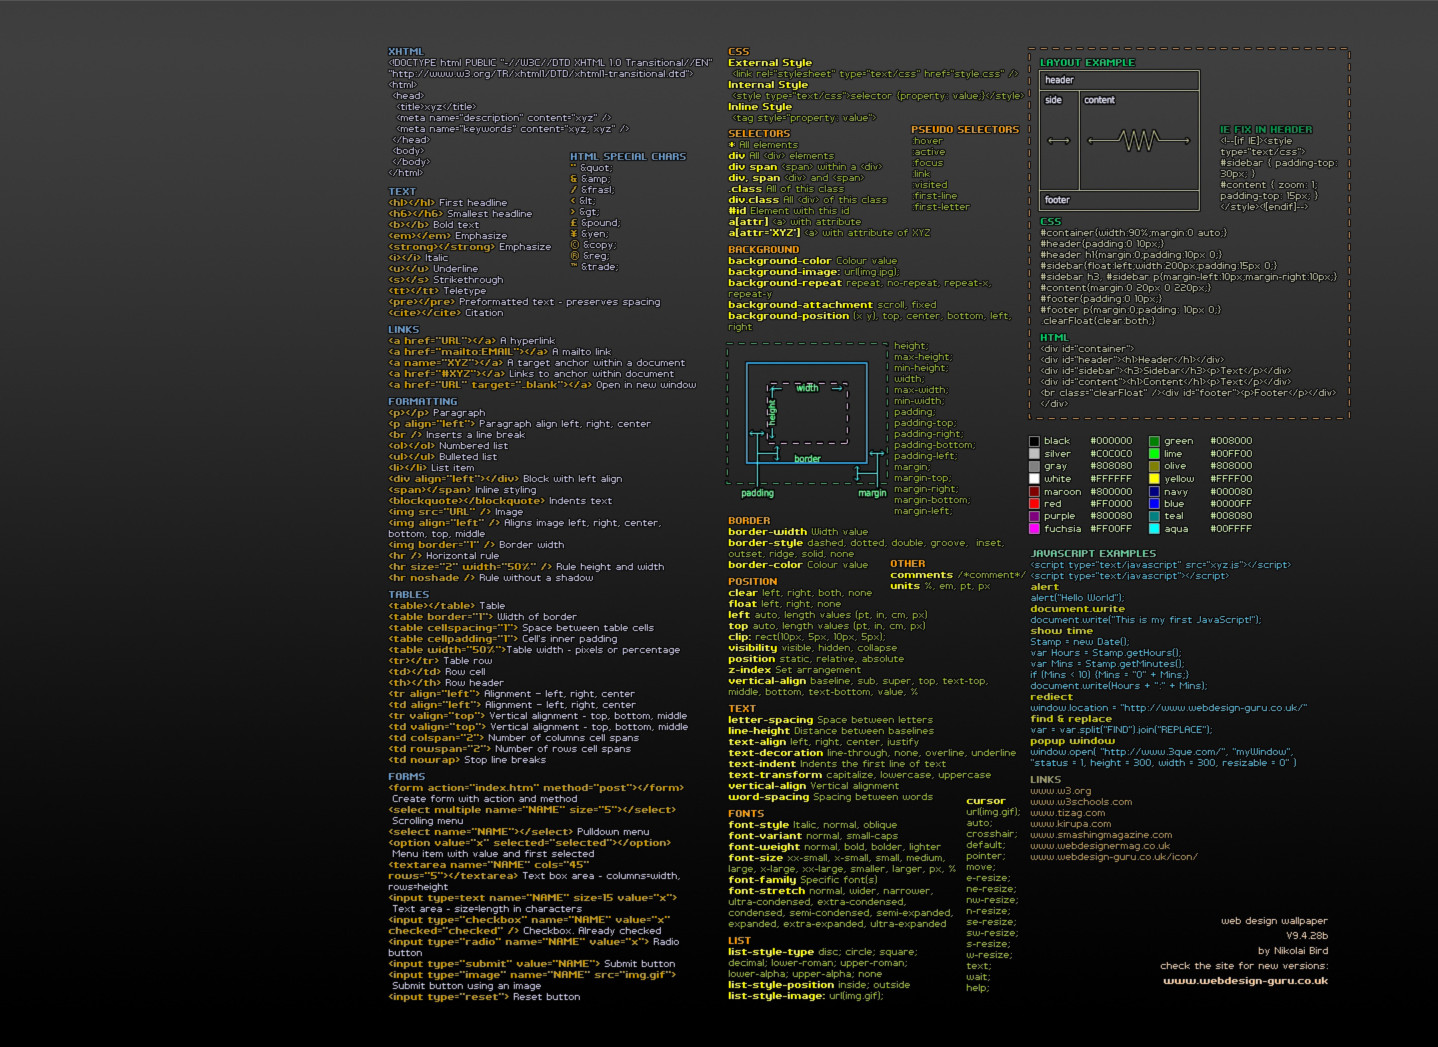 XHTML
<!DOCTYPE html PUBLIC "-//W3C//DTD XHTML 1.0 Transitional//EN"
"http://www.w3.org/TR/xhtml1/DTD/xhtml1-transitional.dtd">
<html>
<head>
<title>xyz</title>
<meta name="description" content="xyz" />
<meta name="keywords" content="xyz, xyz" />
</head>
<body>
</body>
</html>
HTML SPECIAL CHARS
" &quot;
& &amp;
/ &frasl;
< &lt;
> &gt;
£ &pound;
¥ &yen;
© &copy;
® &reg;
™ &trade;
TEXT
<h1></h1> First headline
<h6></h6> Smallest headline
<b></b> Bold text
<em></em> Emphasize
<strong></strong> Emphasize
<i></i> Italic
<u></u> Underline
<s></s> Strikethrough
<tt></tt> Teletype
<pre></pre> Preformatted text - preserves spacing
<cite></cite> Citation
LINKS
<a href="URL"></a> A hyperlink
<a href="mailto:EMAIL"></a> A mailto link
<a name="XYZ"></a> A target anchor within a document
<a href="#XYZ"></a> Links to anchor within document
<a href="URL" target="_blank"></a> Open in new window
FORMATTING
<p></p> Paragraph
<p align="left"> Paragraph align left, right, center
<br /> Inserts a line break
<ol></ol> Numbered list
<ul></ul> Bulleted list
<li></li> List item
<div align="left"></div> Block with left align
<span></span> Inline styling
<blockquote></blockquote> Indents text
<img src="URL" /> Image
<img align="left" /> Aligns image left, right, center,
bottom, top, middle
<img border="1" /> Border width
<hr /> Horizontal rule
<hr size="2" width="50%" /> Rule height and width
<hr noshade /> Rule without a shadow
TABLES
<table></table> Table
<table border="1"> Width of border
<table cellspacing="1"> Space between table cells
<table cellpadding="1"> Cell's inner padding
<table width="50%">Table width - pixels or percentage
<tr></tr> Table row
<td></td> Row cell
<th></th> Row header
<tr align="left"> Alignment - left, right, center
<td align="left"> Alignment - left, right, center
<tr valign="top"> Vertical alignment - top, bottom, middle
<td valign="top"> Vertical alignment - top, bottom, middle
<td colspan="2"> Number of columns cell spans
<td rowspan="2"> Number of rows cell spans
<td nowrap> Stop line breaks
FORMS
<form action="index.htm" method="post"></form>
Create form with action and method
<select multiple name="NAME" size="5"></select>
Scrolling menu
<select name="NAME"></select> Pulldown menu
<option value="x" selected="selected"></option>
Menu item with value and first selected
<textarea name="NAME" cols="45"
rows="5"></textarea> Text box area - columns=width,
rows=height
<input type=text name="NAME" size=15 value="x">
Text area - size=length in characters
<input type="checkbox" name="NAME" value="x"
checked="checked" /> Checkbox. Already checked
<input type="radio" name="NAME" value="x"> Radio
button
<input type="submit" value="NAME"> Submit button
<input type="image" name="NAME" src="img.gif">
Submit button using an image
<input type="reset"> Reset button
CSS
External Style
<link rel="stylesheet" type="text/css" href="style.css" />
Internal Style
<style type="text/css">selector {property: value;}</style>
Inline Style
<tag style="property: value">
SELECTORS
* All elements
div All <div> elements
div span <span> within a <div>
div, span <div> and <span>
.class All of this class
div.class All <div> of this class
#id Element with this id
a[attr] <a> with attribute
a[attr='XYZ'] <a> with attribute of XYZ
PSEUDO SELECTORS
:hover
:active
:focus
:link
:visited
:first-line
:first-letter
BACKGROUND
background-color Colour value
background-image: url(img.jpg);
background-repeat repeat, no-repeat, repeat-x,
repeat-y
background-attachment scroll, fixed
background-position (x y), top, center, bottom, left,
right
width
height
border
padding
margin
height;
max-height;
min-height;
width;
max-width;
min-width;
padding;
padding-top;
padding-right;
padding-bottom;
padding-left;
margin;
margin-top;
margin-right;
margin-bottom;
margin-left;
BORDER
border-width Width value
border-style dashed, dotted, double, groove, inset,
outset, ridge, solid, none
border-color Colour value
OTHER
comments /*comment*/
units %, em, pt, px
POSITION
clear left, right, both, none
float left, right, none
left auto, length values (pt, in, cm, px)
top auto, length values (pt, in, cm, px)
clip: rect(10px, 5px, 10px, 5px);
visibility visible, hidden, collapse
position static, relative, absolute
z-index Set arrangement
vertical-align baseline, sub, super, top, text-top,
middle, bottom, text-bottom, value, %
TEXT
letter-spacing Space between letters
line-height Distance between baselines
text-align left, right, center, justify
text-decoration line-through, none, overline, underline
text-indent Indents the first line of text
text-transform capitalize, lowercase, uppercase
vertical-align Vertical alignment
word-spacing Spacing between words
FONTS
font-style Italic, normal, oblique
font-variant normal, small-caps
font-weight normal, bold, bolder, lighter
font-size xx-small, x-small, small, medium,
large, x-large, xx-large, smaller, larger, px, %
font-family Specific font(s)
font-stretch normal, wider, narrower,
ultra-condensed, extra-condensed,
condensed, semi-condensed, semi-expanded,
expanded, extra-expanded, ultra-expanded
LIST
list-style-type disc; circle; square;
decimal; lower-roman; upper-roman;
lower-alpha; upper-alpha; none
list-style-position inside; outside
list-style-image: url(img.gif);
cursor
url(img.gif);
auto;
crosshair;
default;
pointer;
move;
e-resize;
ne-resize;
nw-resize;
n-resize;
se-resize;
sw-resize;
s-resize;
w-resize;
text;
wait;
help;
LAYOUT EXAMPLE
header
side
content
footer
IE FIX IN HEADER
<!--[if IE]><style
type="text/css">
#sidebar { padding-top:
30px; }
#content { zoom: 1;
padding-top: 15px; }
</style><![endif]-->
CSS
#container{width:90%;margin:0 auto;}
#header{padding:0 10px;}
#header h1{margin:0;padding:10px 0;}
#sidebar{float:left;width:200px;padding:15px 0;}
#sidebar h3, #sidebar p{margin-left:10px;margin-right:10px;}
#content{margin:0 20px 0 220px;}
#footer{padding:0 10px;}
#footer p{margin:0;padding: 10px 0;}
.clearFloat{clear:both;}
HTML
<div id="container">
<div id="header"><h1>Header</h1></div>
<div id="sidebar"><h3>Sidebar</h3><p>Text</p></div>
<div id="content"><h1>Content</h1><p>Text</p></div>
<br class="clearFloat" /><div id="footer"><p>Footer</p></div>
</div>
black #000000 green #008000
silver #C0C0C0 lime #00FF00
gray #808080 olive #808000
white #FFFFFF yellow #FFFF00
maroon #800000 navy #000080
red #FF0000 blue #0000FF
purple #800080 teal #008080
fuchsia #FF00FF aqua #00FFFF
JAVASCRIPT EXAMPLES
<script type="text/javascript" src="xyz.js"></script>
<script type="text/javascript"></script>
alert
alert("Hello World");
document.write
document.write("This is my first JavaScript!");
show time
Stamp = new Date();
var Hours = Stamp.getHours();
var Mins = Stamp.getMinutes();
if (Mins < 10) {Mins = "0" + Mins;}
document.write(Hours + ":" + Mins);
rediect
window.location = "http://www.webdesign-guru.co.uk/"
find & replace
var = var.split("FIND").join("REPLACE");
popup window
window.open( "http://www.3que.com/", "myWindow",
"status = 1, height = 300, width = 300, resizable = 0" )
LINKS
www.w3.org
www.w3schools.com
www.tizag.com
www.kirupa.com
www.smashingmagazine.com
www.webdesignermag.co.uk
www.webdesign-guru.co.uk/icon/
web design wallpaper
V9.4.28b
by Nikolai Bird
check the site for new versions:
www.webdesign-guru.co.uk